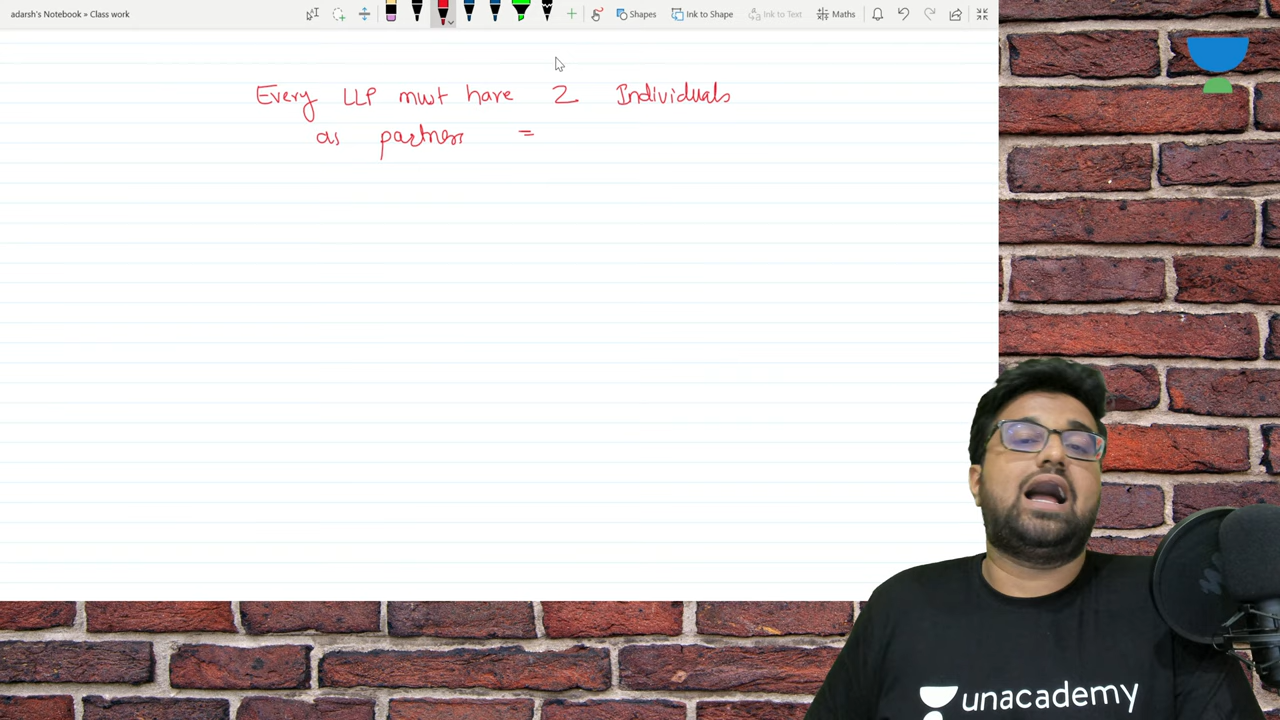 adarsh's Notebook » Class work
Shapes
Ink to Shape
Ink to Text
Maths
Every LLP must have 2 Individuals
as partners =
unacademy